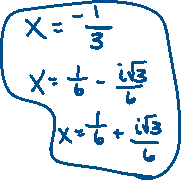 x = -1/3
x = 1/6 - i√3/6
x = 1/6 + i√3/6